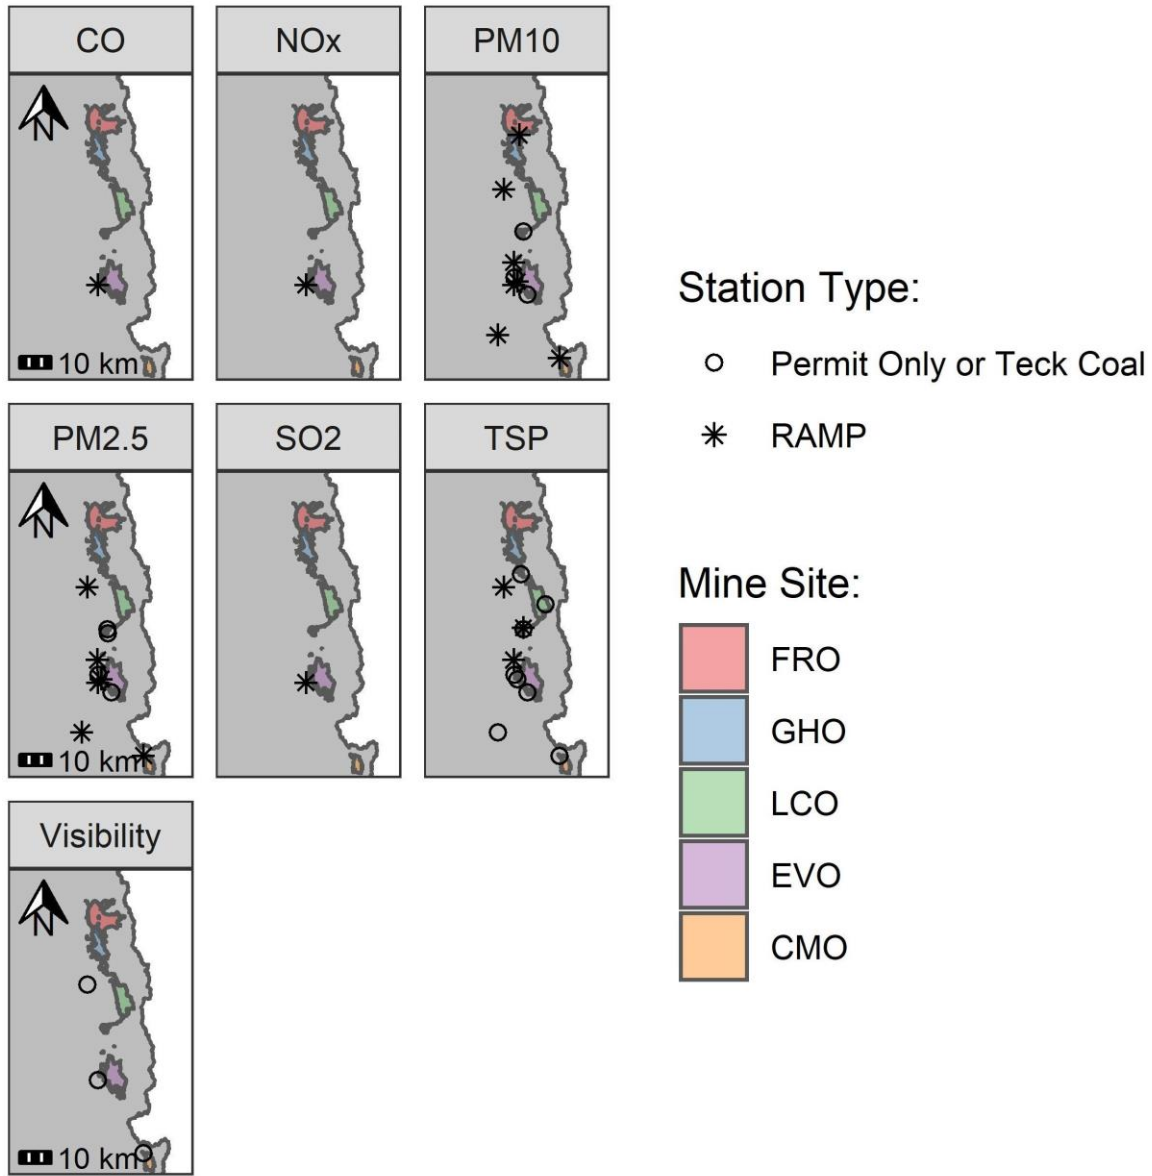 CO
NOx
PM10
N
10 km
PM2.5
SO2
TSP
N
10 km
Visibility
N
10 km
Station Type:
Permit Only or Teck Coal
RAMP
Mine Site:
FRO
GHO
LCO
EVO
CMO